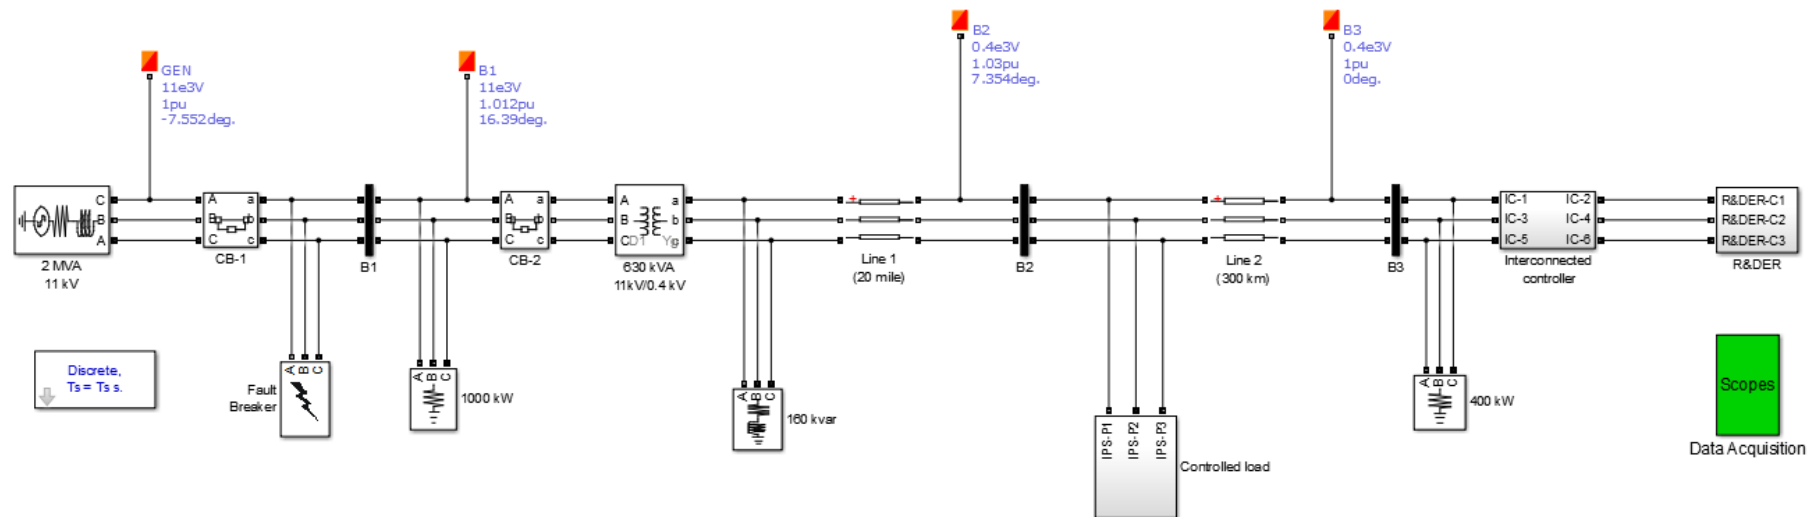 GEN
11e3V
1pu
-7.552deg.
B1
11e3V
1.012pu
16.39deg.
B2
0.4e3V
1.03pu
7.354deg.
B3
0.4e3V
1pu
0deg.
C
B
A
2 MVA
11 kV
A a
B b
C c
CB-1
B1
A a
B b
C c
CB-2
A a
B b
C D1 Yg c
630 kVA
11kV/0.4 kV
Line 1
(20 mile)
B2
Line 2
(300 km)
B3
IC-1 IC-2
IC-3 IC-4
IC-5 IC-6
Interconnected
controller
R&DER-C1
R&DER-C2
R&DER-C3
R&DER
Discrete,
Ts = Ts s.
A B C
Fault
Breaker
A B C
1000 kW
A B C
160 kvar
IPS-P1
IPS-P2
IPS-P3
Controlled load
A B C
400 kW
Scopes
Data Acquisition